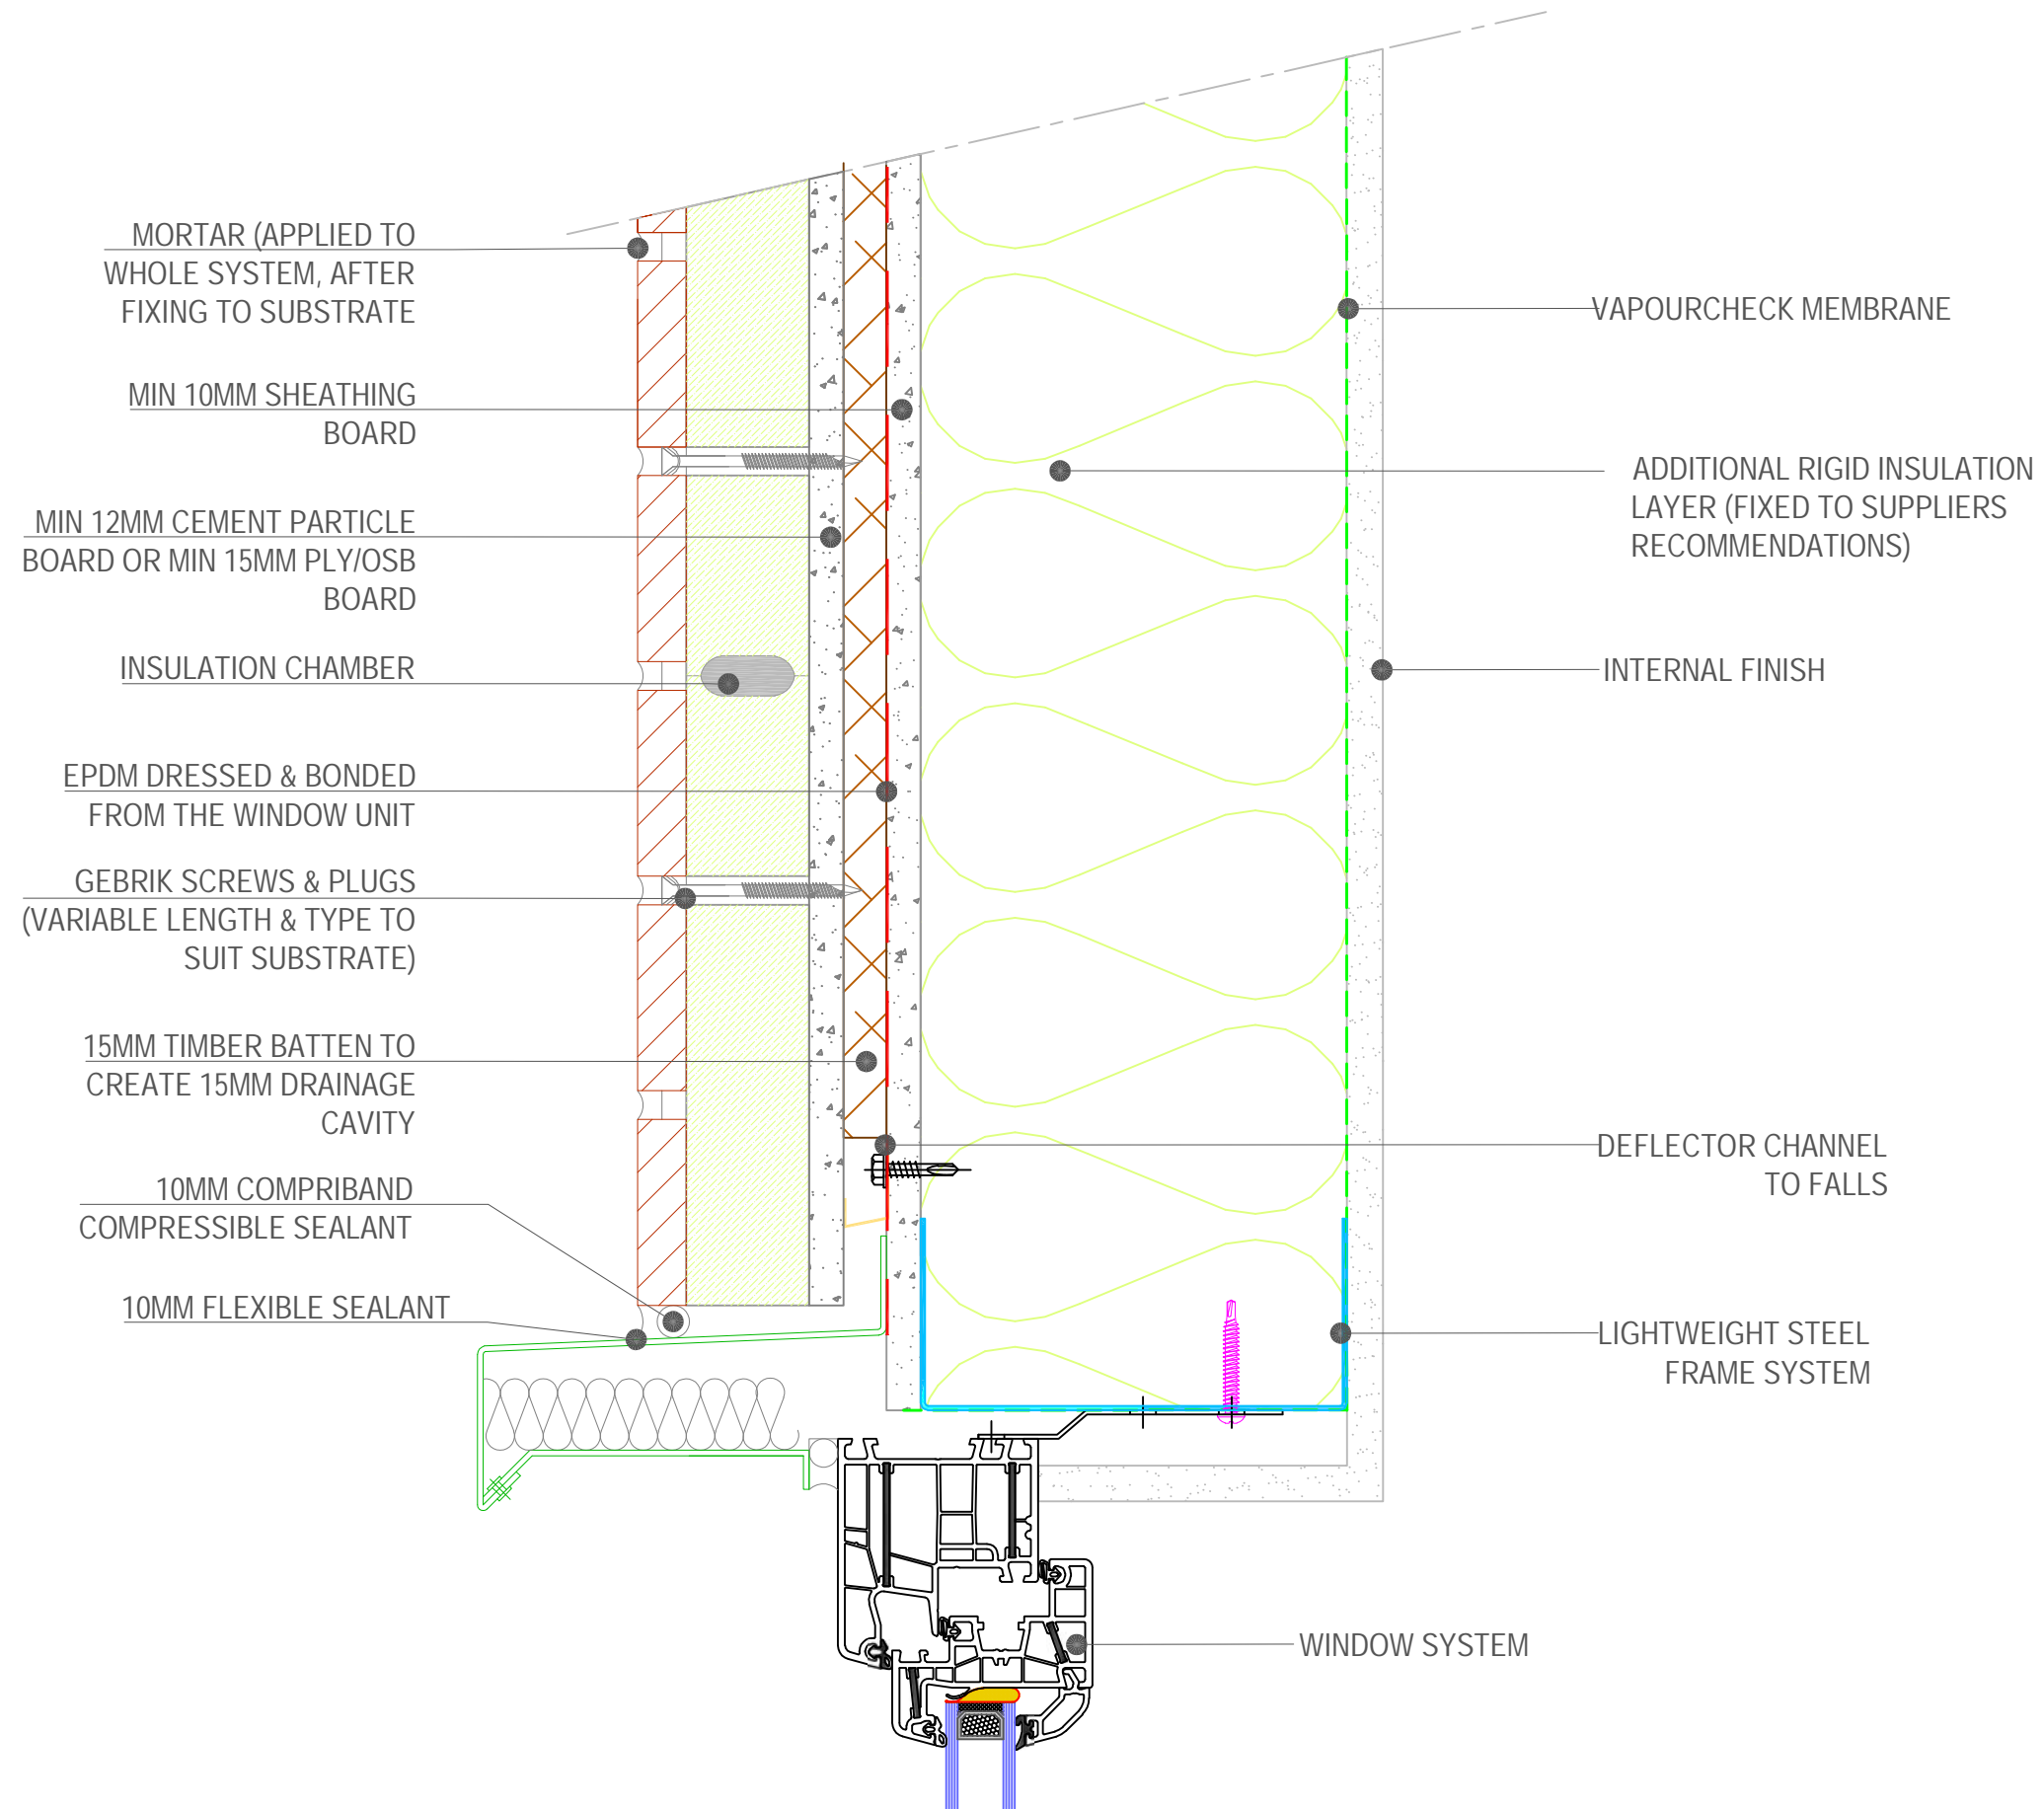 MORTAR (APPLIED TO
WHOLE SYSTEM, AFTER
FIXING TO SUBSTRATE
MIN 10MM SHEATHING
BOARD
MIN 12MM CEMENT PARTICLE
BOARD OR MIN 15MM PLY/OSB
BOARD
INSULATION CHAMBER
EPDM DRESSED & BONDED
FROM THE WINDOW UNIT
GEBRIK SCREWS & PLUGS
(VARIABLE LENGTH & TYPE TO
SUIT SUBSTRATE)
15MM TIMBER BATTEN TO
CREATE 15MM DRAINAGE
CAVITY
10MM COMPRIBAND
COMPRESSIBLE SEALANT
10MM FLEXIBLE SEALANT
VAPOURCHECK MEMBRANE
ADDITIONAL RIGID INSULATION
LAYER (FIXED TO SUPPLIERS
RECOMMENDATIONS)
INTERNAL FINISH
DEFLECTOR CHANNEL
TO FALLS
LIGHTWEIGHT STEEL
FRAME SYSTEM
WINDOW SYSTEM